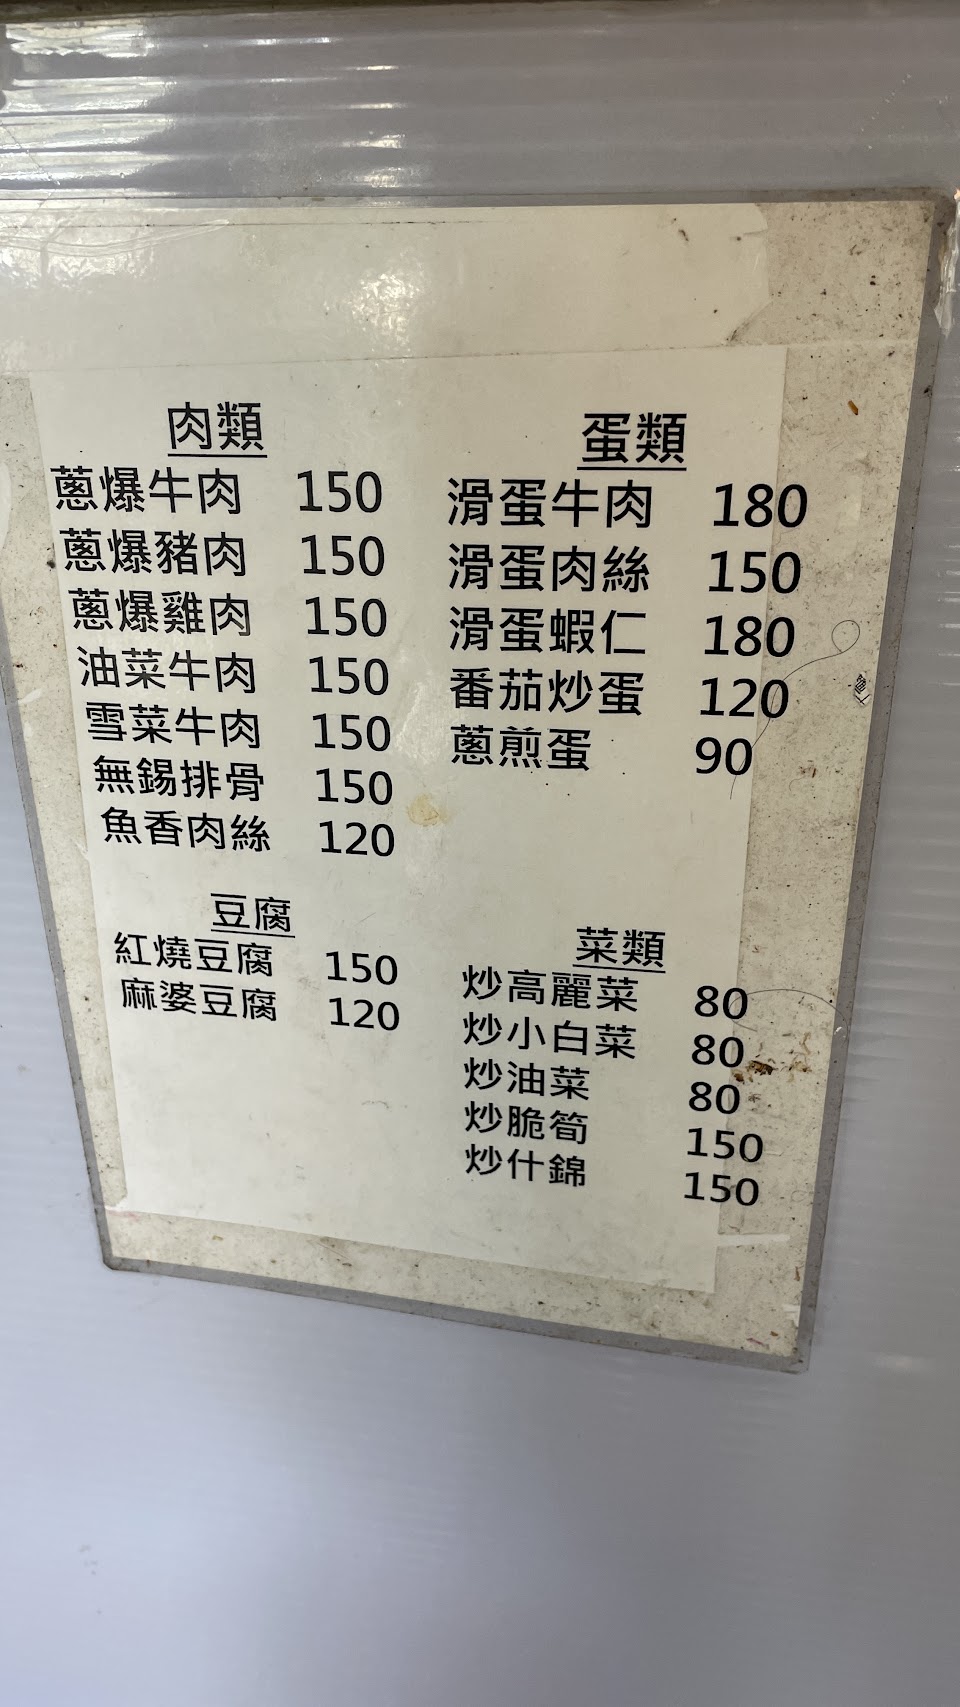 肉類
蔥爆牛肉 150
蔥爆豬肉 150
蔥爆雞肉 150
油菜牛肉 150
雪菜牛肉 150
無錫排骨 150
魚香肉絲 120
蛋類
滑蛋牛肉 180
滑蛋肉絲 150
滑蛋蝦仁 180
番茄炒蛋 120
蔥煎蛋 90
豆腐
紅燒豆腐 150
麻婆豆腐 120
菜類
炒高麗菜 80
炒小白菜 80
炒油菜 80
炒脆筍 150
炒什錦 150